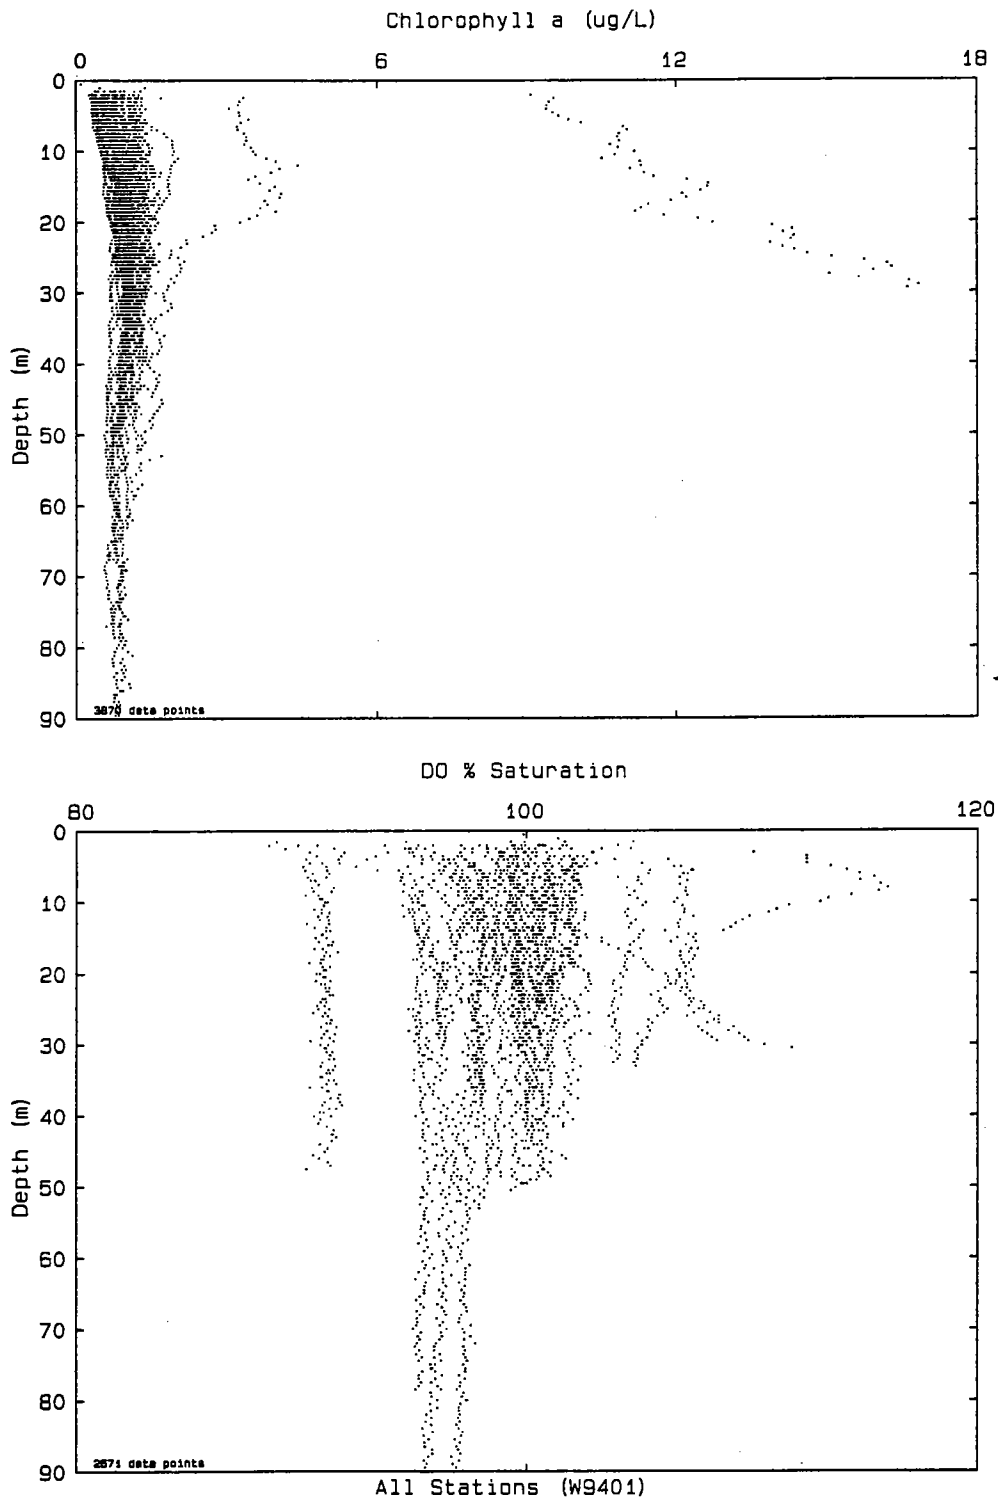 Chlorophyll a (ug/L)
0 6 12 18
0
10
20
30
40
50
60
70
80
90
Depth (m)
3870 data points
DO % Saturation
80 100 120
0
10
20
30
40
50
60
70
80
90
Depth (m)
2671 data points
All Stations (W9401)